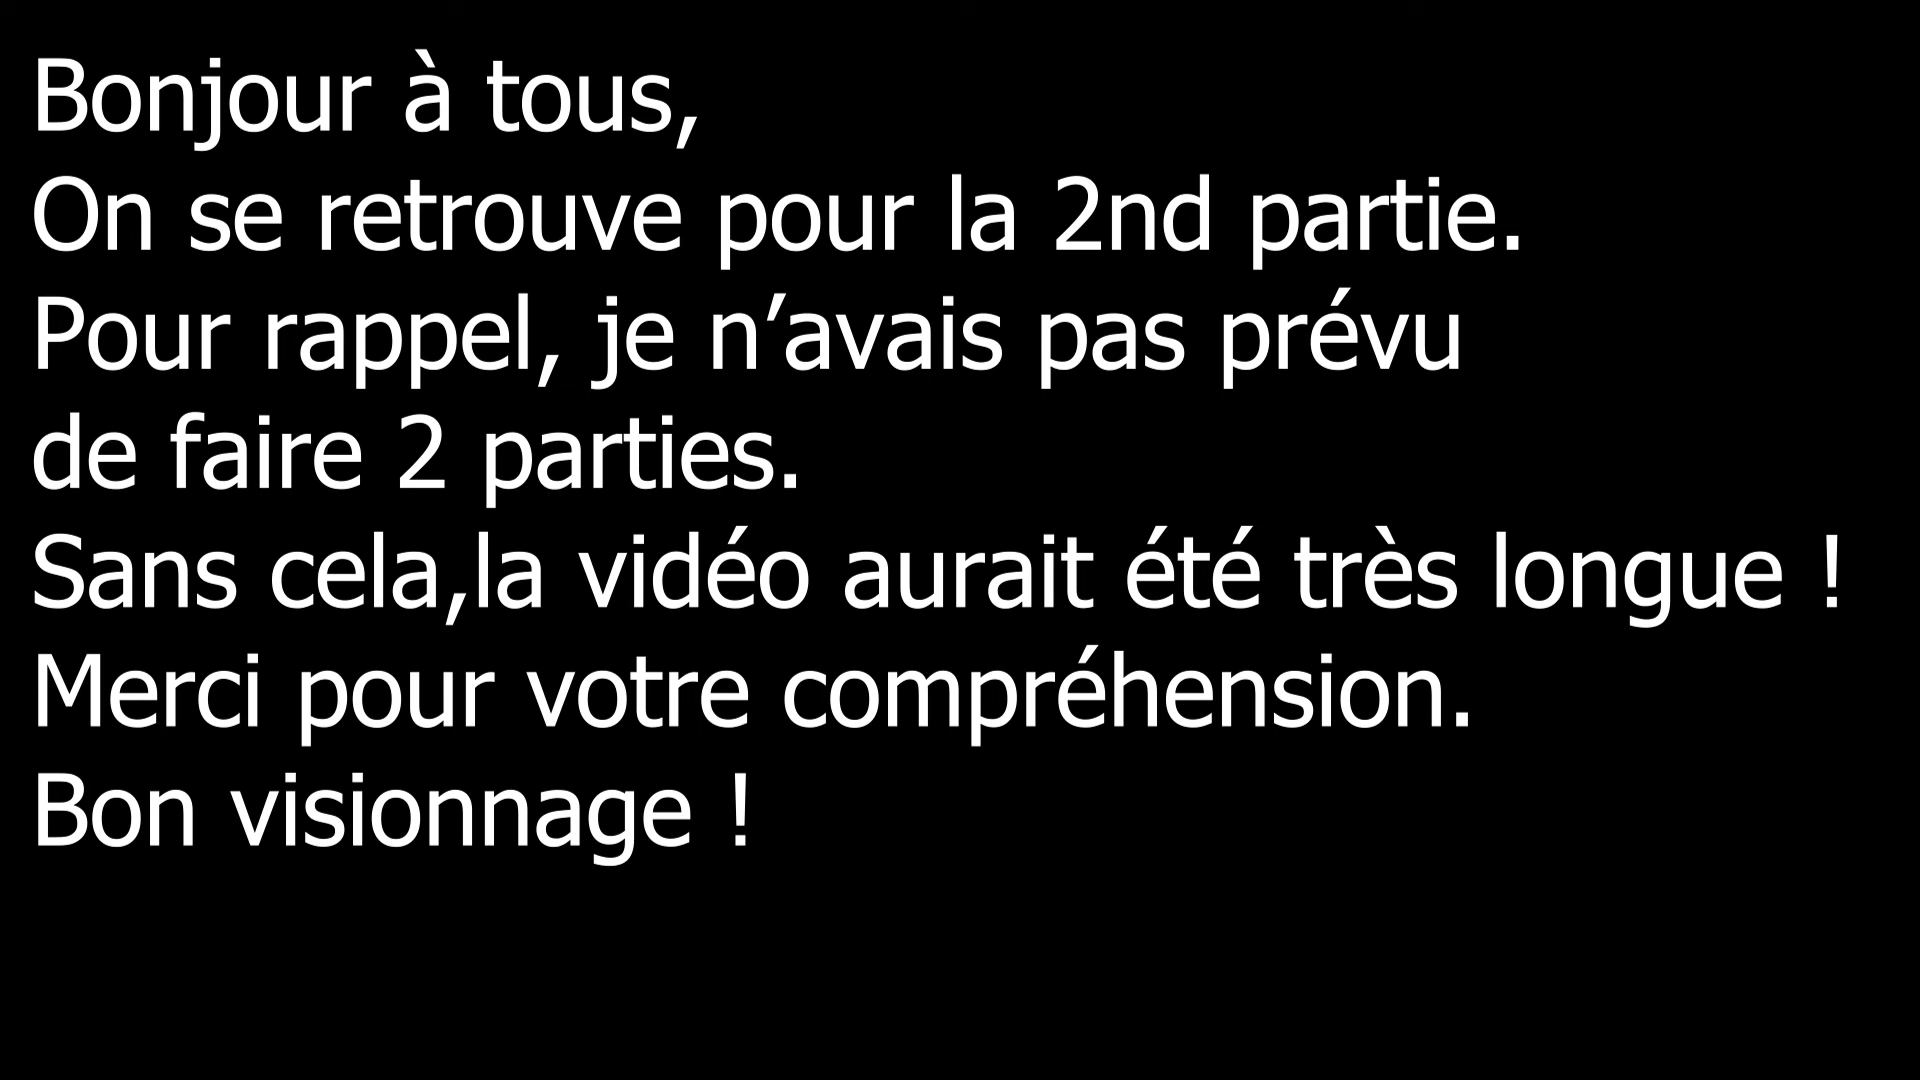 Bonjour à tous,
On se retrouve pour la 2nd partie.
Pour rappel, je n’avais pas prévu
de faire 2 parties.
Sans cela,la vidéo aurait été très longue !
Merci pour votre compréhension.
Bon visionnage !